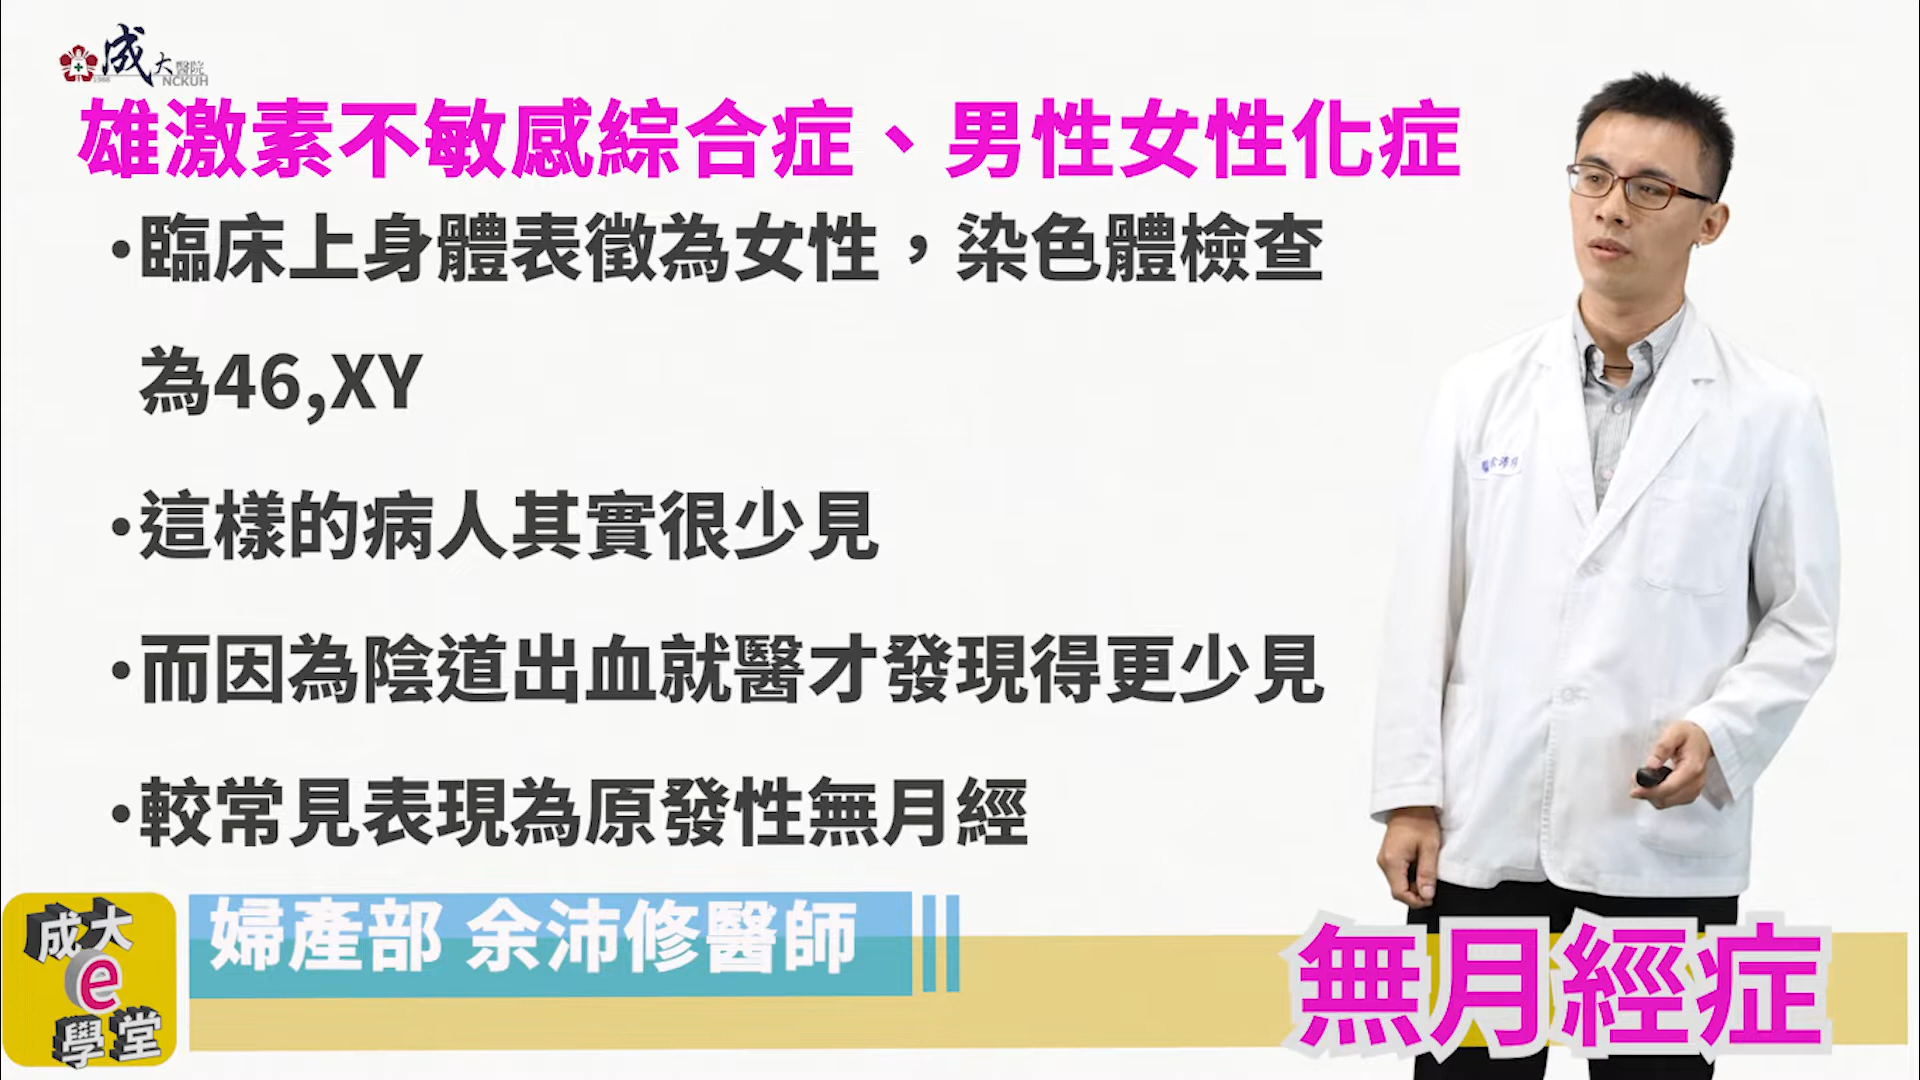 成大醫院
1988 NCKUH
雄激素不敏感綜合症、男性女性化症
•臨床上身體表徵為女性，染色體檢查
為46,XY
•這樣的病人其實很少見
•而因為陰道出血就醫才發現得更少見
•較常見表現為原發性無月經
成大
e
學堂
婦產部 余沛修醫師
無月經症